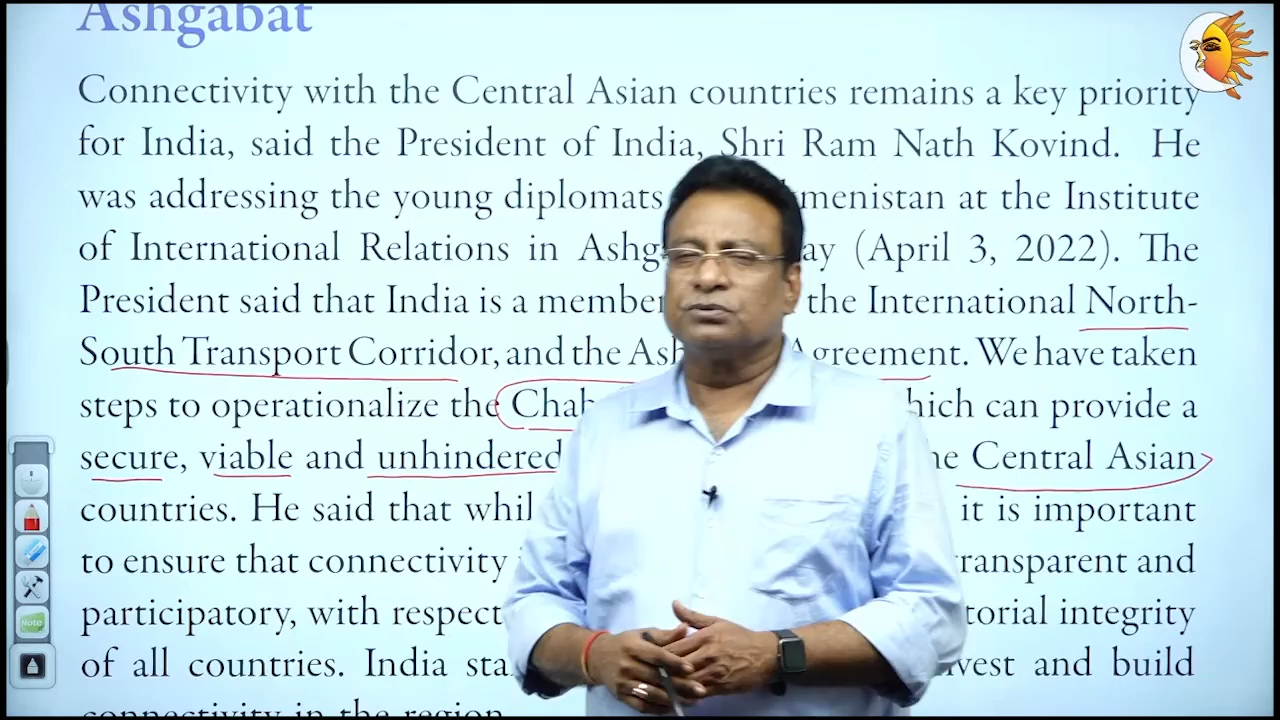 Ashgabat
Connectivity with the Central Asian countries remains a key priority
for India, said the President of India, Shri Ram Nath Kovind. He
was addressing the young diplomats menistan at the Institute
of International Relations in Ashg ay (April 3, 2022). The
President said that India is a member the International North-
South Transport Corridor, and the Ash Agreement. We have taken
steps to operationalize the Chab hich can provide a
secure, viable and unhindered he Central Asian
countries. He said that whil it is important
to ensure that connectivity ransparent and
participatory, with respect torial integrity
of all countries. India sta vest and build
connectivity in the region
Note